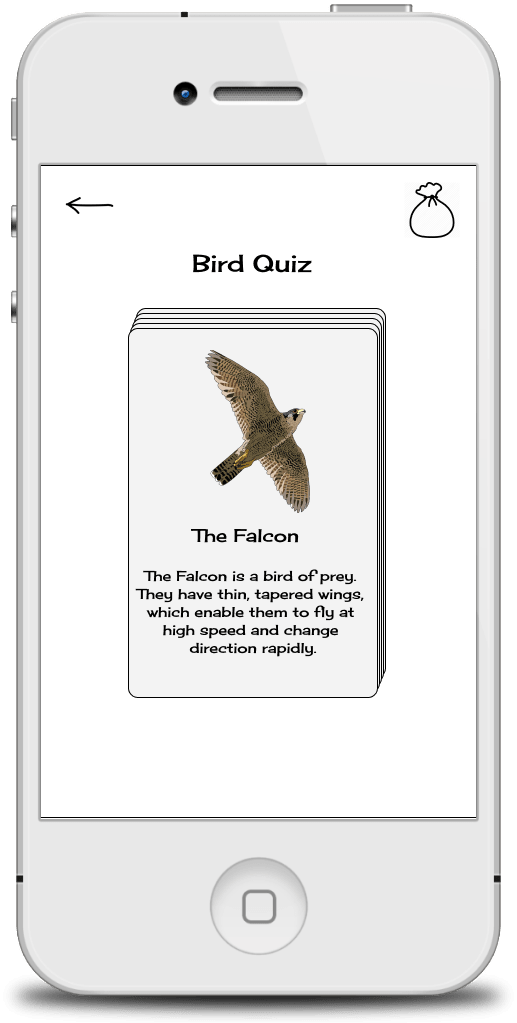 Bird Quiz
The Falcon
The Falcon is a bird of prey.
They have thin, tapered wings,
which enable them to fly at
high speed and change
direction rapidly.